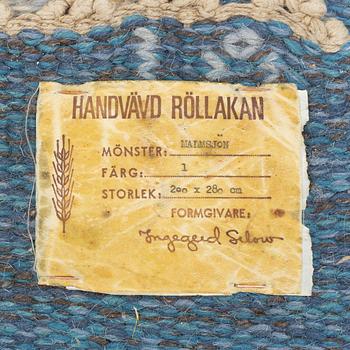 HANDVÄVD RÖLLAKAN
MÖNSTER: MALMSJÖN
FÄRG: 1
STORLEK: 200 x 280 cm
FORMGIVARE:
Ingegerd Silow